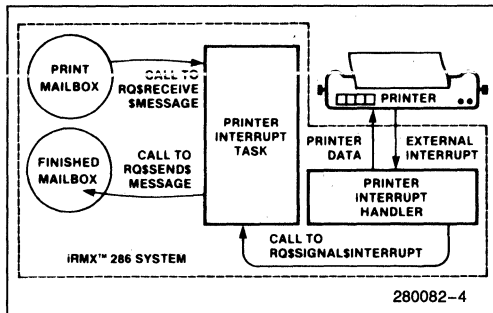 PRINT
MAILBOX
CALL TO
RQ$RECEIVE
$MESSAGE
FINISHED
MAILBOX
CALL TO
RQ$SEND$
MESSAGE
PRINTER
INTERRUPT
TASK
PRINTER
PRINTER
DATA
EXTERNAL
INTERRUPT
PRINTER
INTERRUPT
HANDLER
CALL TO
RQ$SIGNAL$INTERRUPT
iRMX™ 286 SYSTEM
280082-4